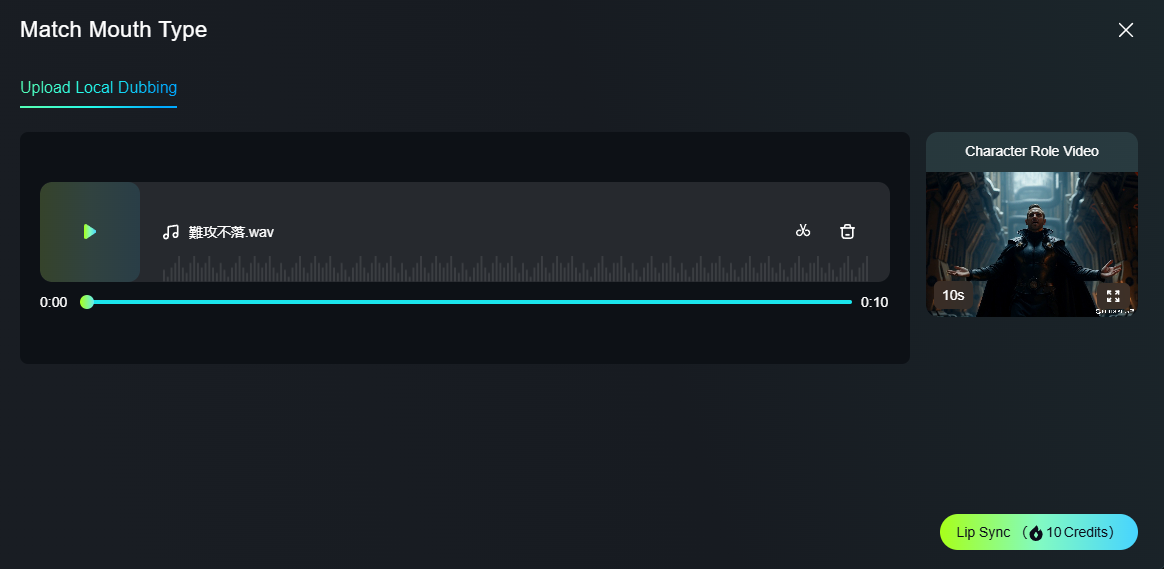 Match Mouth Type
Upload Local Dubbing
Character Role Video
難攻不落.wav
10s
0:00
0:10
Lip Sync （10 Credits）